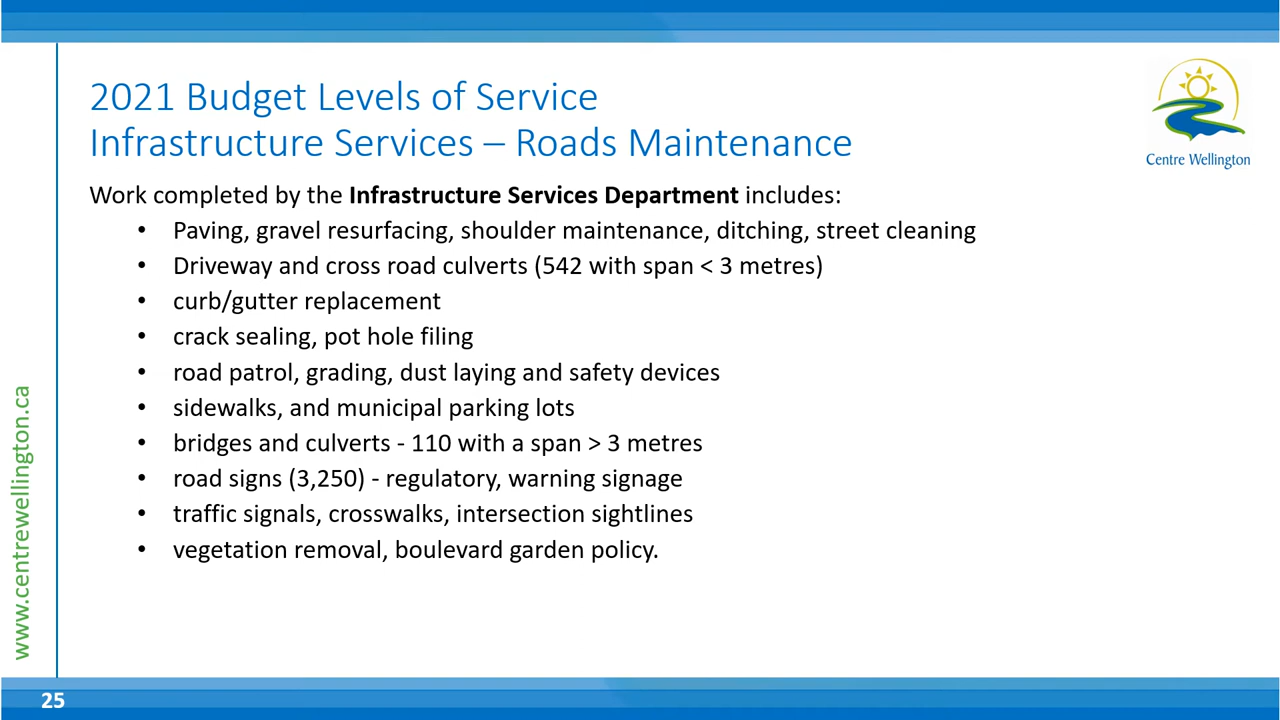 2021 Budget Levels of Service
Infrastructure Services – Roads Maintenance
Centre Wellington
Work completed by the Infrastructure Services Department includes:
• Paving, gravel resurfacing, shoulder maintenance, ditching, street cleaning
• Driveway and cross road culverts (542 with span < 3 metres)
• curb/gutter replacement
• crack sealing, pot hole filing
• road patrol, grading, dust laying and safety devices
• sidewalks, and municipal parking lots
• bridges and culverts - 110 with a span > 3 metres
• road signs (3,250) - regulatory, warning signage
• traffic signals, crosswalks, intersection sightlines
• vegetation removal, boulevard garden policy.
www.centrewellington.ca
25